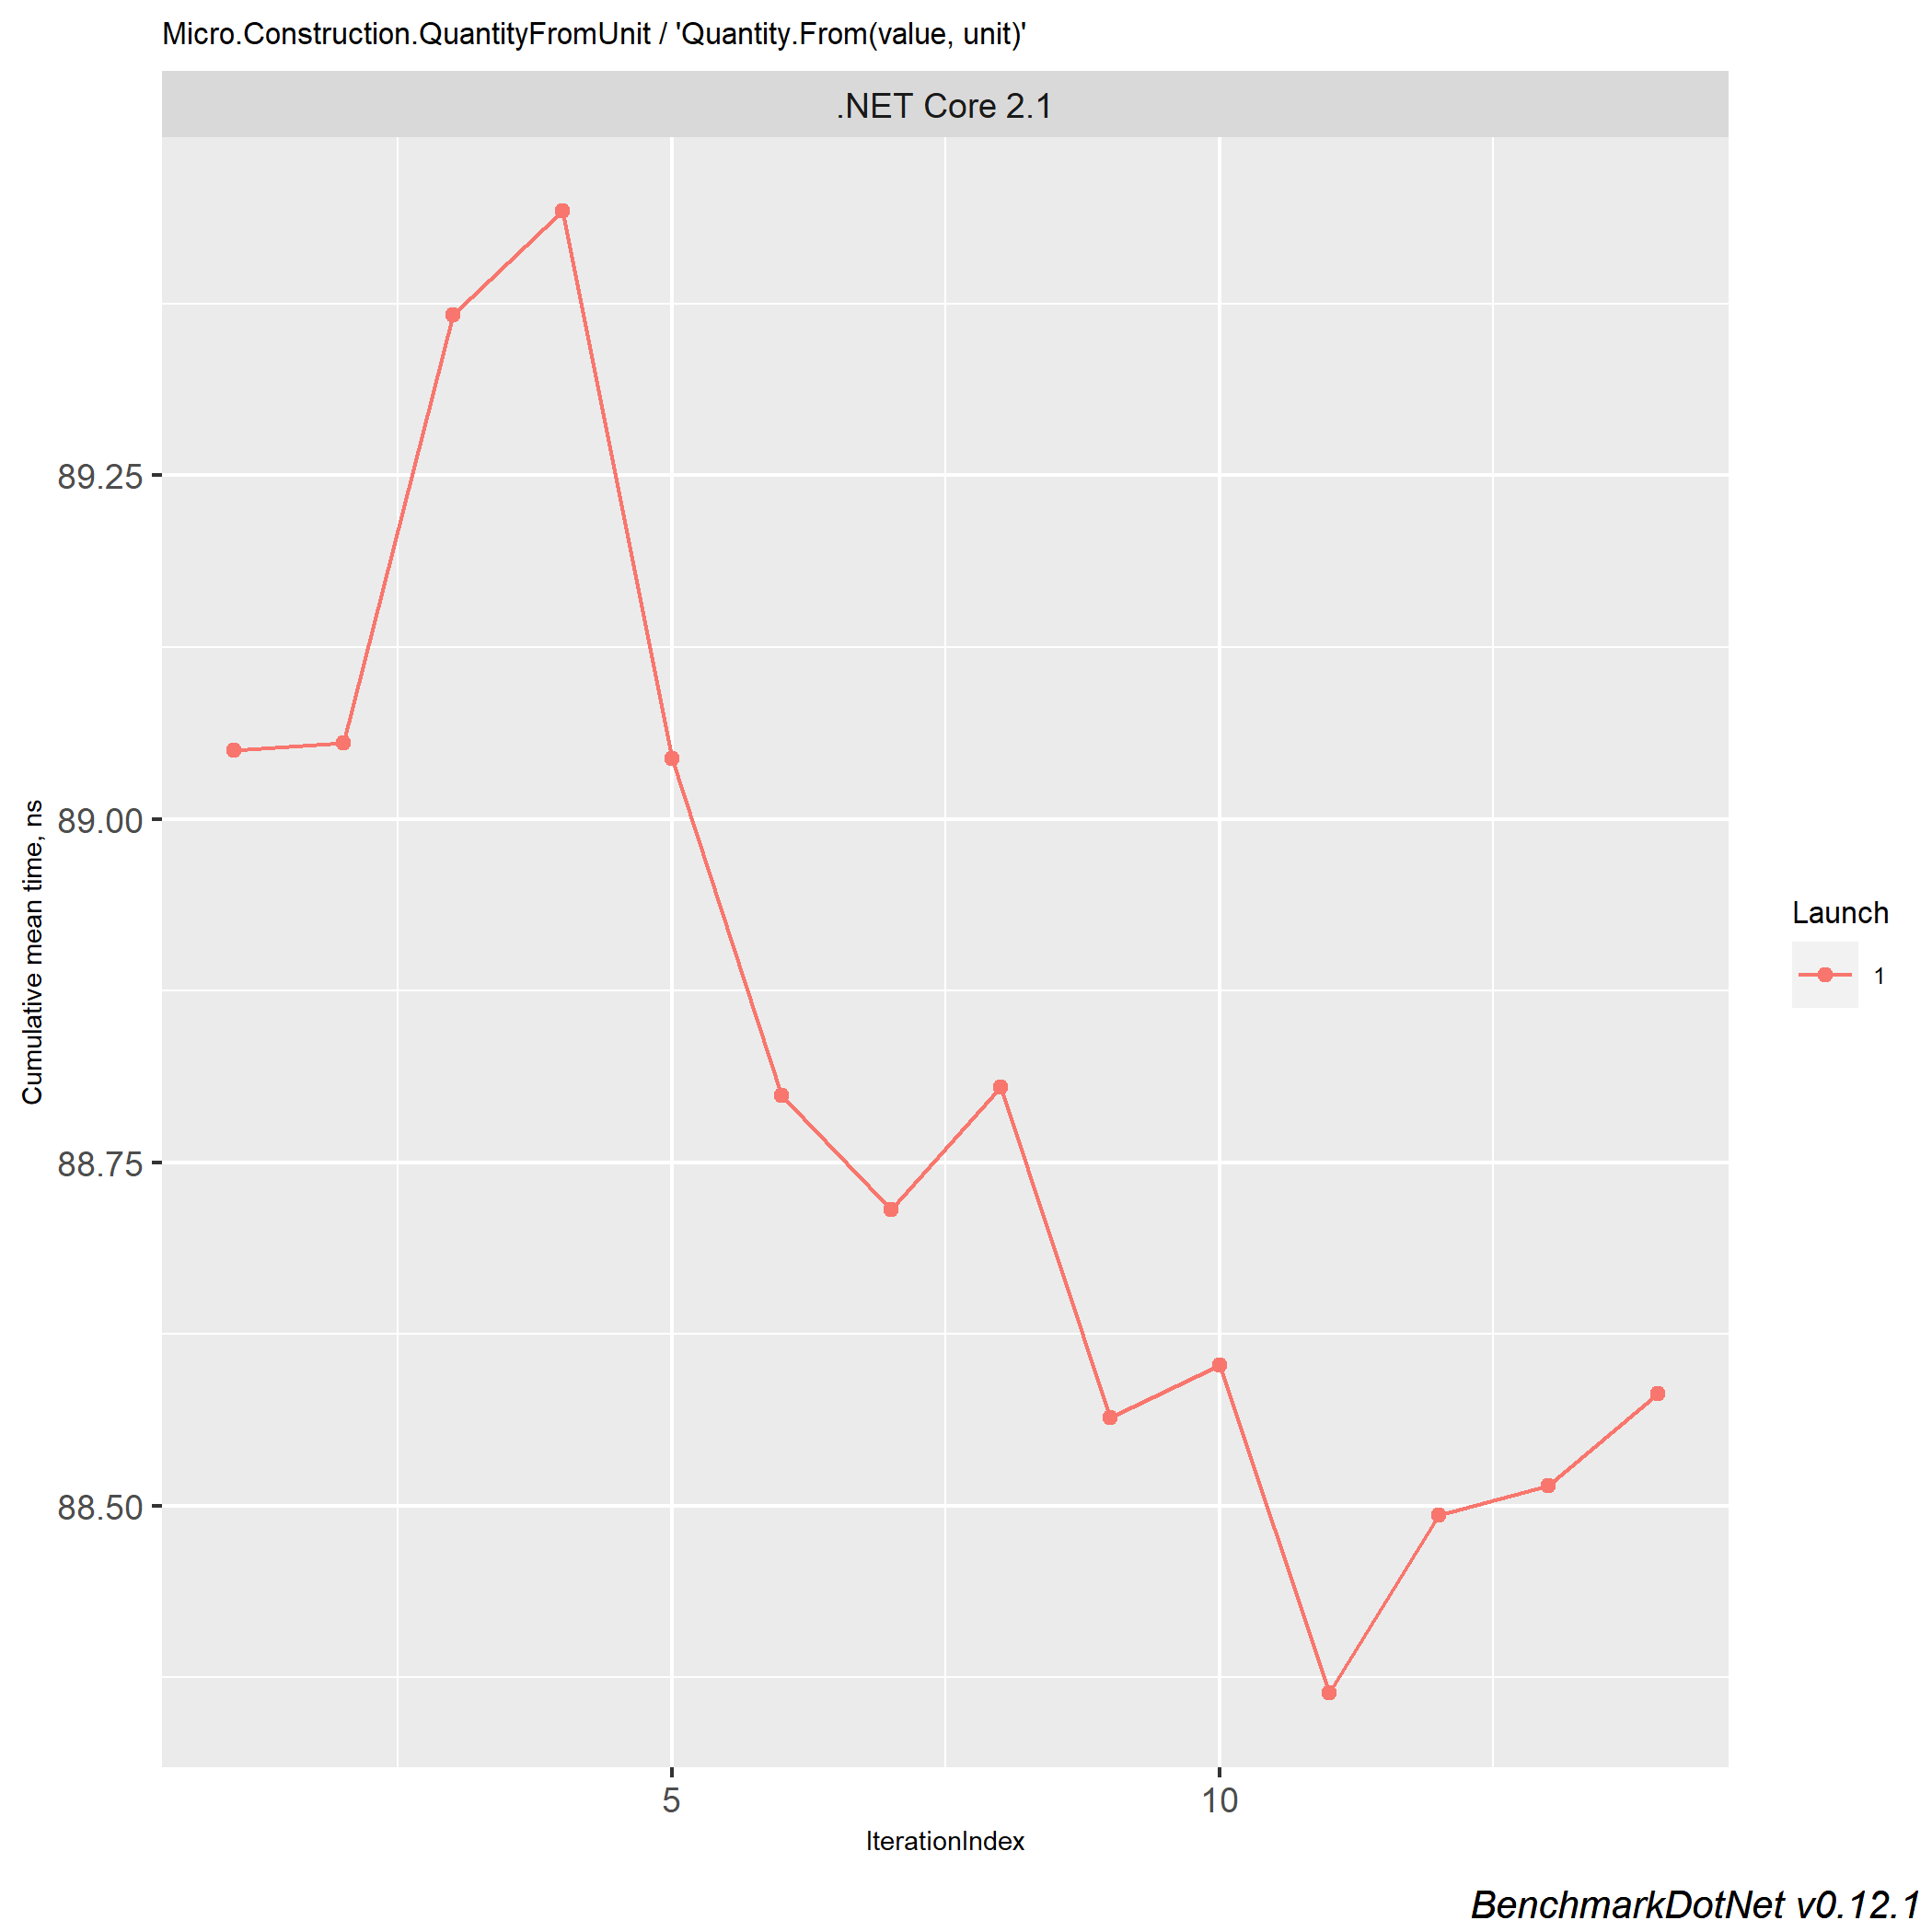 Micro.Construction.QuantityFromUnit / 'Quantity.From(value, unit)'
.NET Core 2.1
89.25
89.00
88.75
88.50
Cumulative mean time, ns
5
10
IterationIndex
Launch
1
BenchmarkDotNet v0.12.1